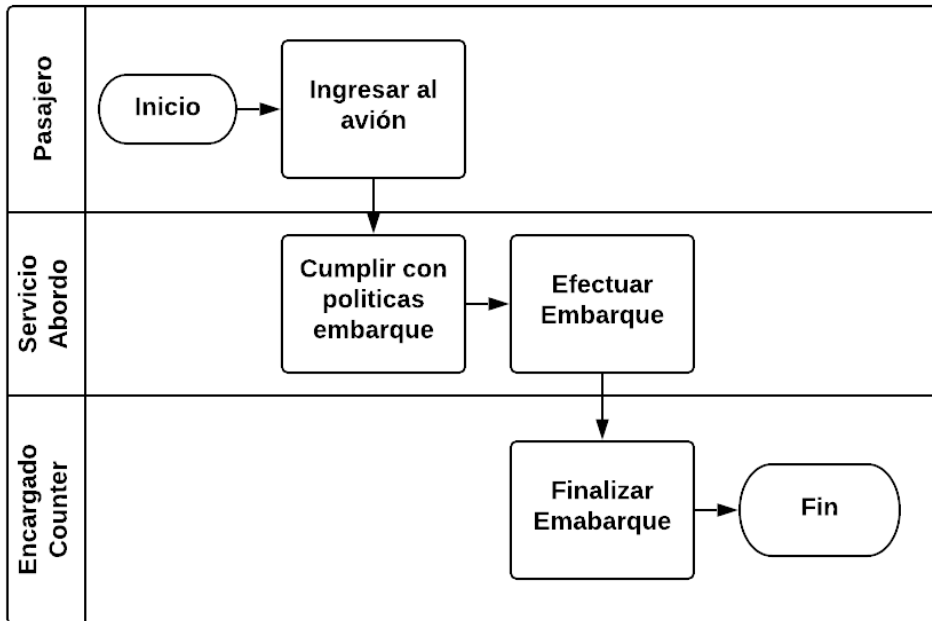 Pasajero
Inicio
Ingresar al
avión
Servicio
Abordo
Cumplir con
politicas
embarque
Efectuar
Embarque
Encargado
Counter
Finalizar
Emabarque
Fin